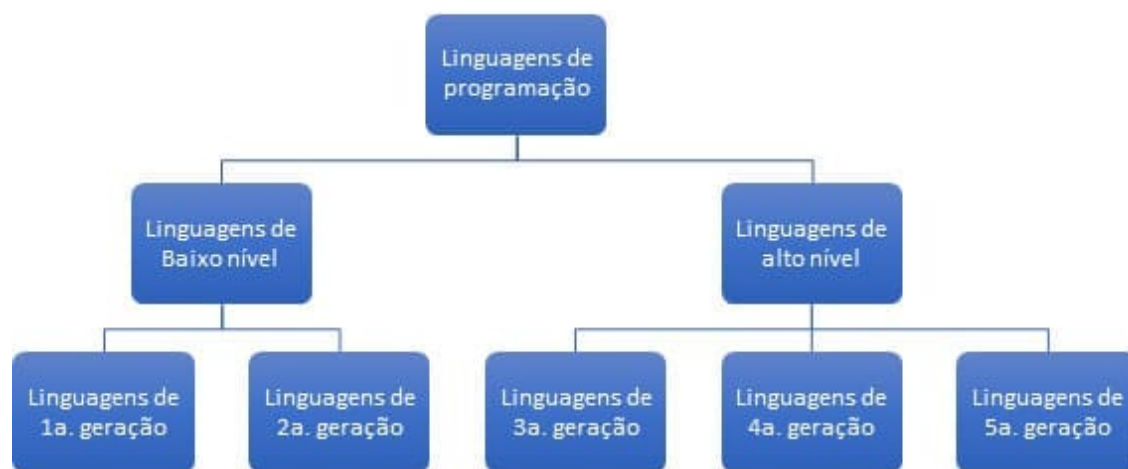 Linguagens de
programação
Linguagens de
Baixo nível
Linguagens de
alto nível
Linguagens de
1a. geração
Linguagens de
2a. geração
Linguagens de
3a. geração
Linguagens de
4a. geração
Linguagens de
5a. geração